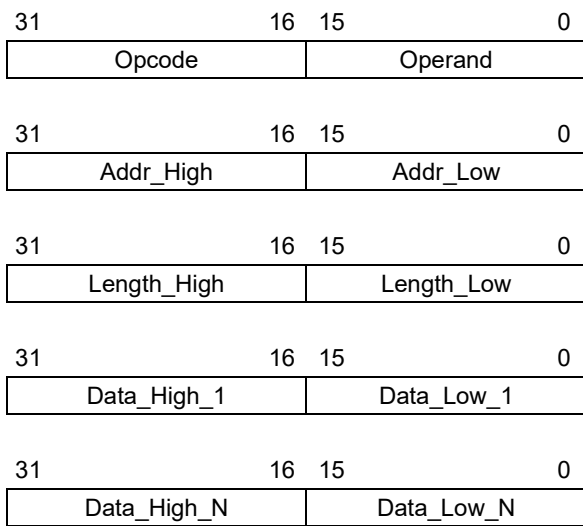 31 16 15 0
Opcode Operand
31 16 15 0
Addr_High Addr_Low
31 16 15 0
Length_High Length_Low
31 16 15 0
Data_High_1 Data_Low_1
31 16 15 0
Data_High_N Data_Low_N